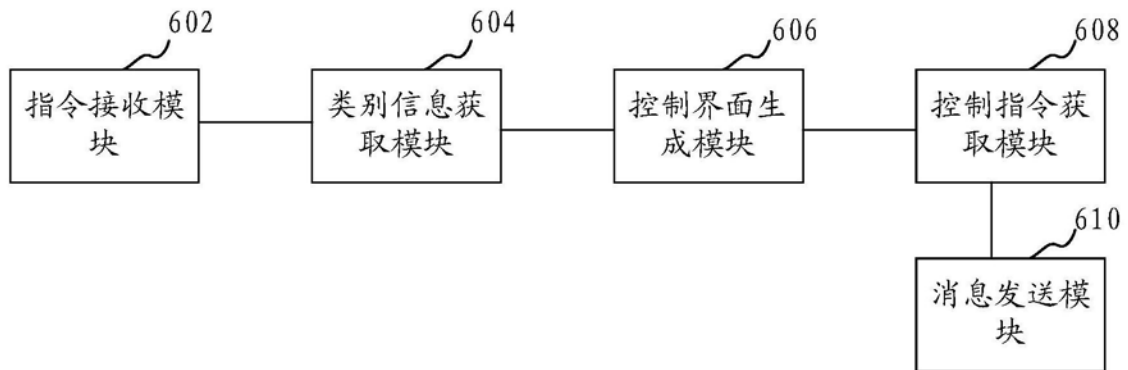 602
604
606
608
指令接收模
块
类别信息获
取模块
控制界面生
成模块
控制指令获
取模块
610
消息发送模
块